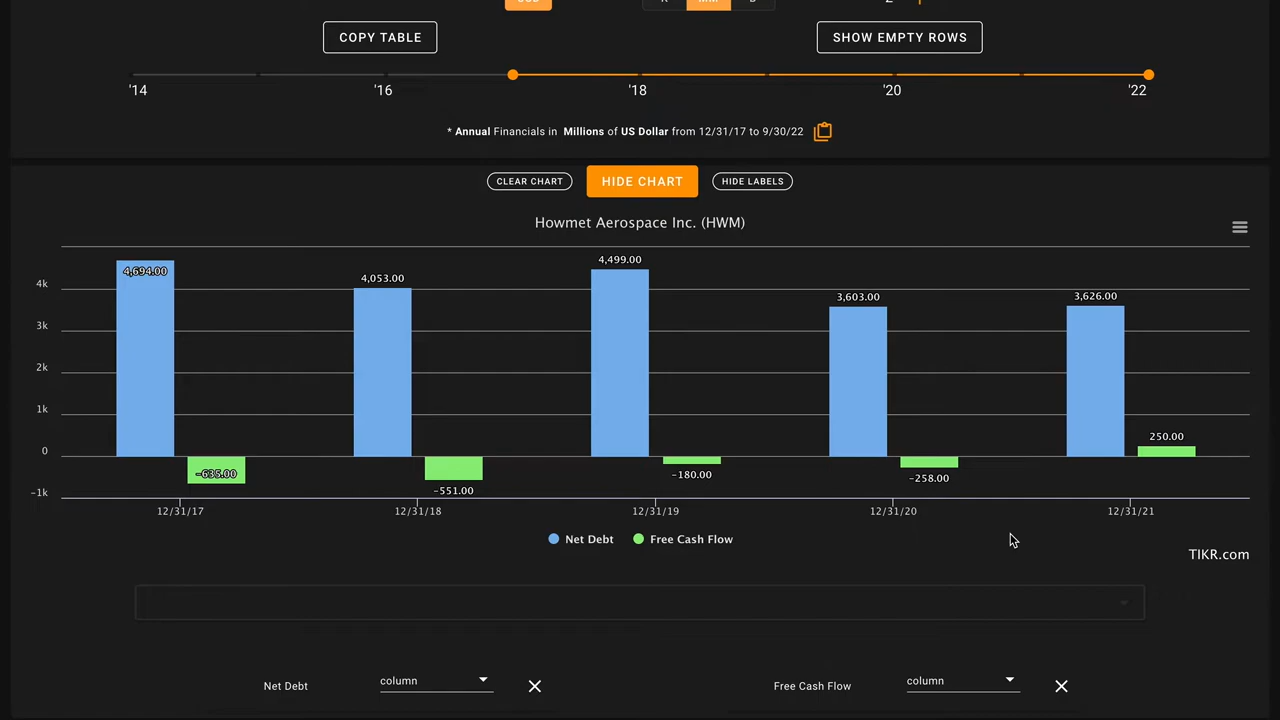 COPY TABLE
SHOW EMPTY ROWS
'14
'16
'18
'20
'22
* Annual Financials in Millions of US Dollar from 12/31/17 to 9/30/22
CLEAR CHART
HIDE CHART
HIDE LABELS
Howmet Aerospace Inc. (HWM)
4k
3k
2k
1k
0
-1k
4,694.00
-635.00
4,053.00
-551.00
4,499.00
-180.00
3,603.00
-258.00
3,626.00
250.00
12/31/17
12/31/18
12/31/19
12/31/20
12/31/21
Net Debt
Free Cash Flow
TIKR.com
Net Debt
column
Free Cash Flow
column